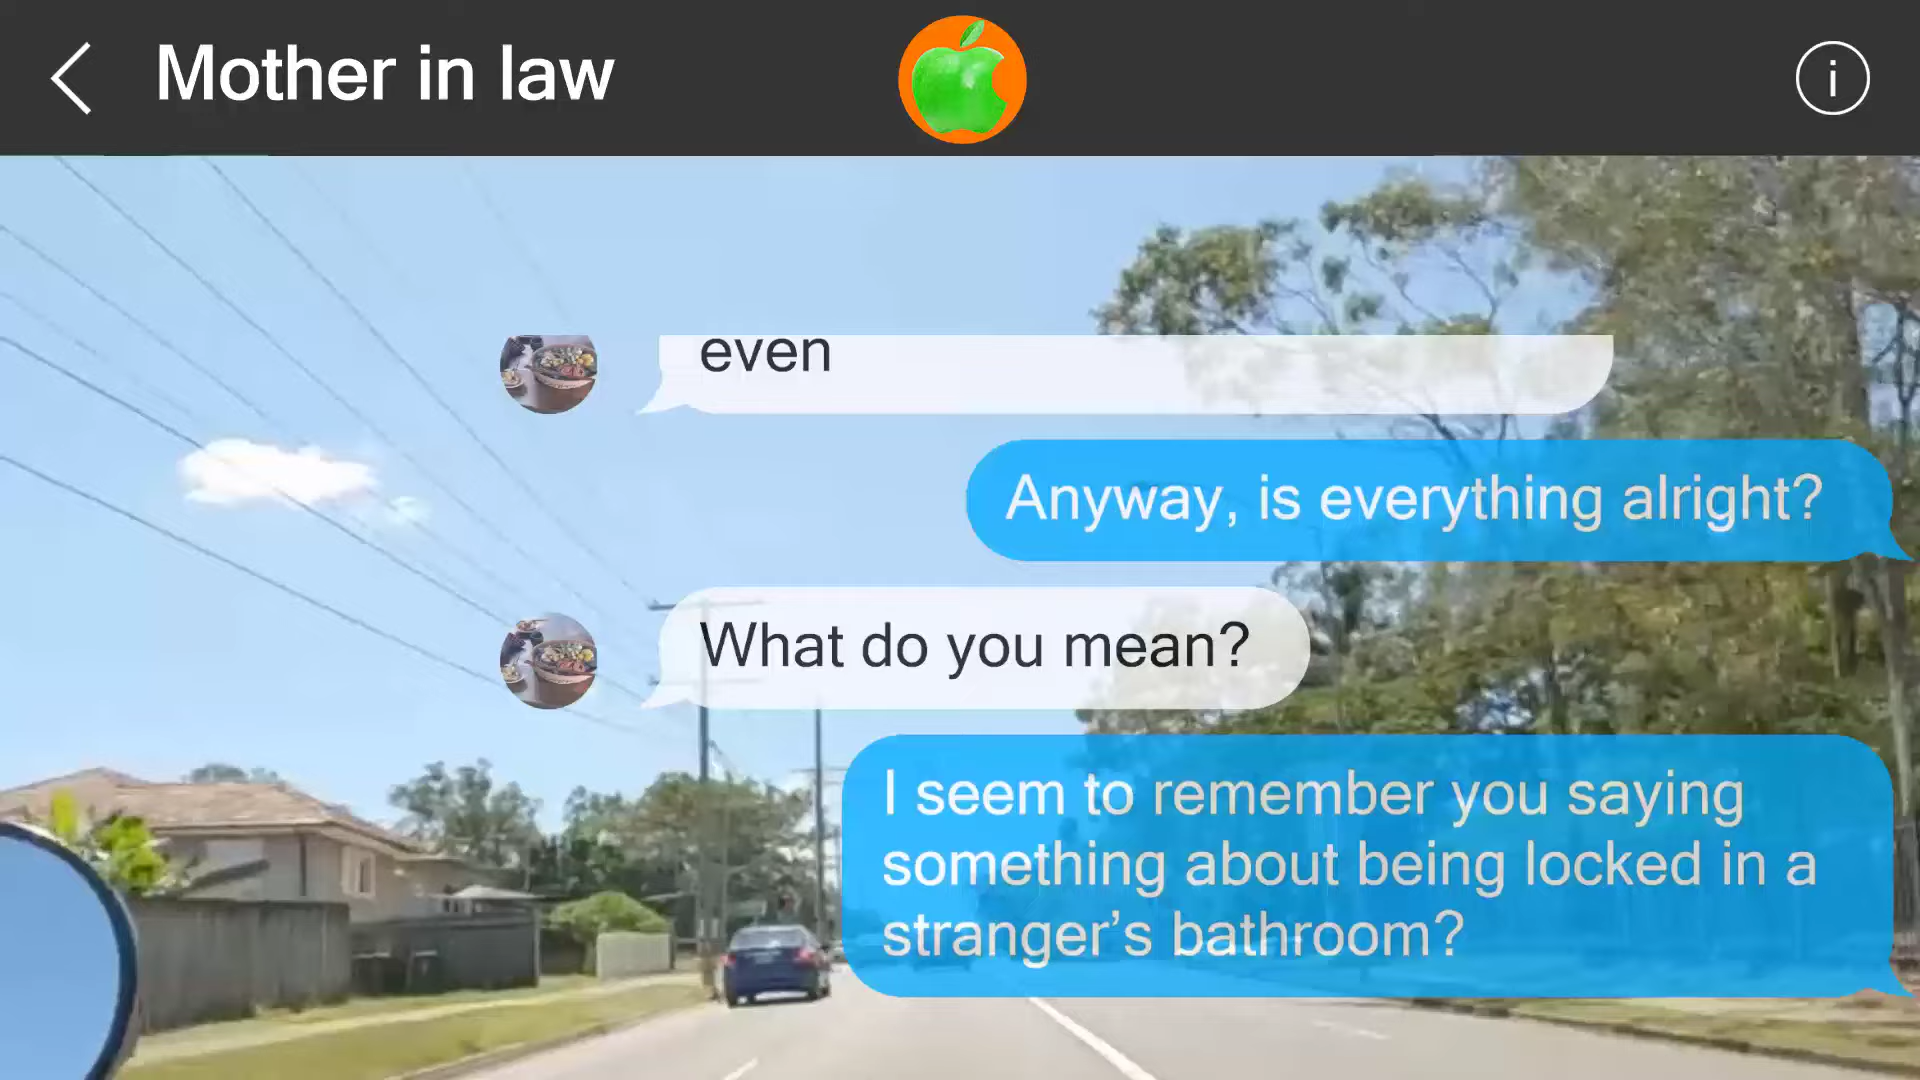 Mother in law
i
even
Anyway, is everything alright?
What do you mean?
I seem to remember you saying
something about being locked in a
stranger’s bathroom?